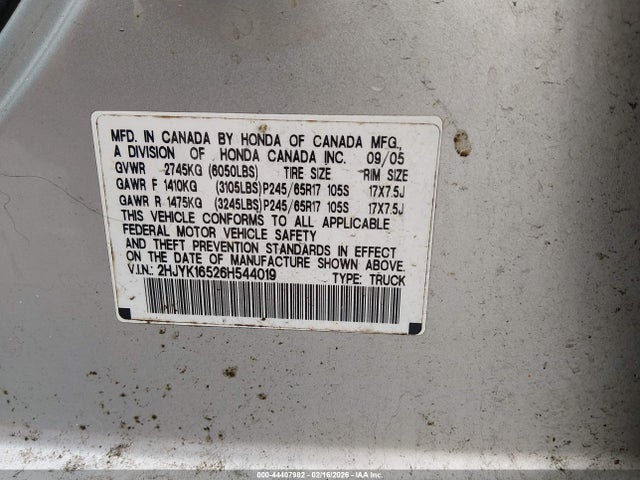 MFD. IN CANADA BY HONDA OF CANADA MFG.,
A DIVISION OF HONDA CANADA INC. 09/05
GVWR 2745KG (6050LBS) TIRE SIZE RIM SIZE
GAWR F 1410KG (3105LBS)P245/65R17 105S 17X7.5J
GAWR R 1475KG (3245LBS)P245/65R17 105S 17X7.5J
THIS VEHICLE CONFORMS TO ALL APPLICABLE
FEDERAL MOTOR VEHICLE SAFETY
AND THEFT PREVENTION STANDARDS IN EFFECT
ON THE DATE OF MANUFACTURE SHOWN ABOVE.
V.I.N.: 2HJYK16526H544019 TYPE: TRUCK
000-44407982 - 02/16/2026 - IAA Inc.